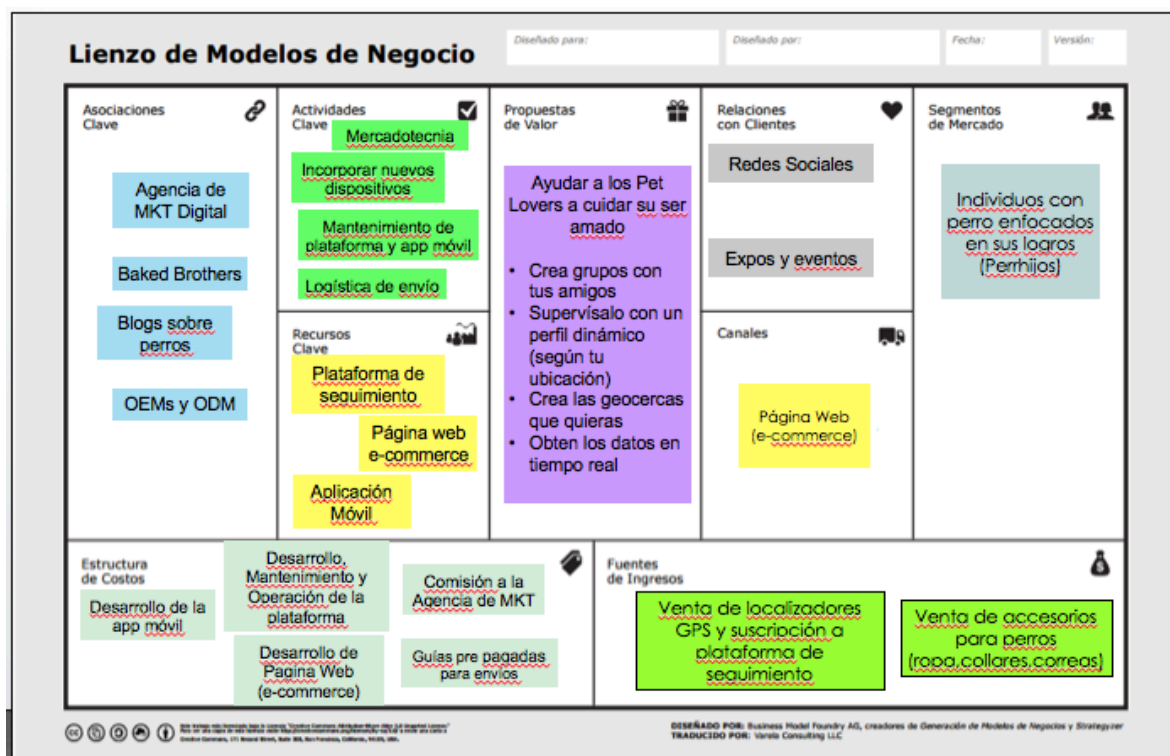 Lienzo de Modelos de Negocio
Diseñado para:
Diseñado por:
Fecha:
Versión:
Asociaciones
Clave
Agencia de
MKT Digital
Baked Brothers
Blogs sobre
perros
OEMs y ODM
Actividades
Clave
Mercadotecnia
Incorporar nuevos
dispositivos
Mantenimiento de
plataforma y app móvil
Logística de envío
Recursos
Clave
Plataforma de
seguimiento
Página web
e-commerce
Aplicación
Móvil
Propuestas
de Valor
Ayudar a los Pet
Lovers a cuidar su ser
amado
• Crea grupos con
tus amigos
• Supervísalo con un
perfil dinámico
(según tu
ubicación)
• Crea las geocercas
que quieras
• Obten los datos en
tiempo real
Relaciones
con Clientes
Redes Sociales
Expos y eventos
Canales
Página Web
(e-commerce)
Segmentos
de Mercado
Individuos con
perro enfocados
en sus logros
(Perrhijos)
Estructura
de Costos
Desarrollo de la
app móvil
Desarrollo,
Mantenimiento y
Operación de la
plataforma
Desarrollo de
Pagina Web
(e-commerce)
Comisión a la
Agencia de MKT
Guías pre pagadas
para envíos
Fuentes
de Ingresos
Venta de localizadores
GPS y suscripción a
plataforma de
seguimiento
Venta de accesorios
para perros
(ropa,collares,correas)
DISEÑADO POR: Business Model Foundry AG, creadores de Generación de Modelos de Negocios y Strategyzer
TRADUCIDO POR: Varela Consulting LLC